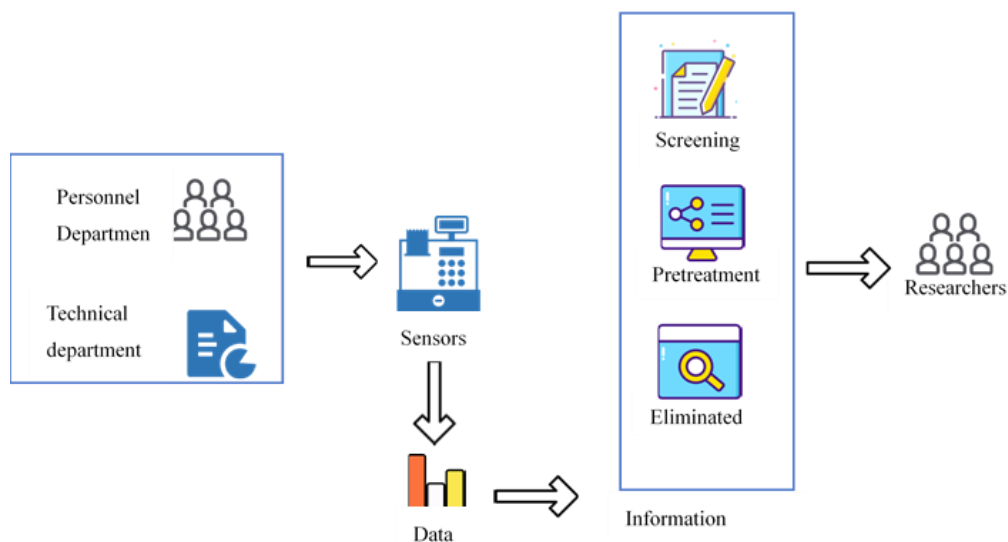 Personnel
Departmen
Technical
department
Sensors
Data
Screening
Pretreatment
Eliminated
Information
Researchers